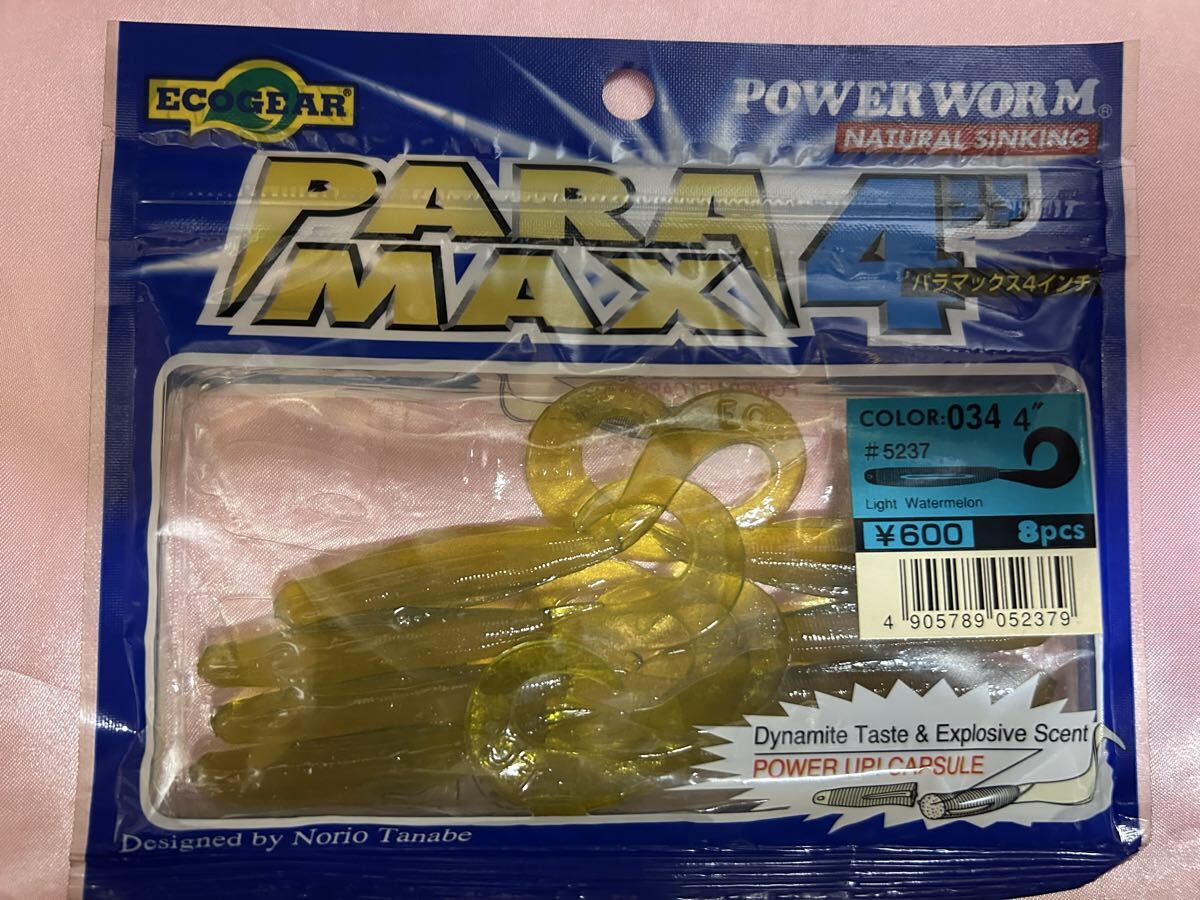 ECOGEAR®
POWER WORM®
NATURAL SINKING
PARA
MAX
4"
パラマックス4インチ
COLOR:034 4"
#5237
Light Watermelon
¥600 8pcs
4 905789 052379
Dynamite Taste & Explosive Scent
POWER UP! CAPSULE
Designed by Norio Tanabe